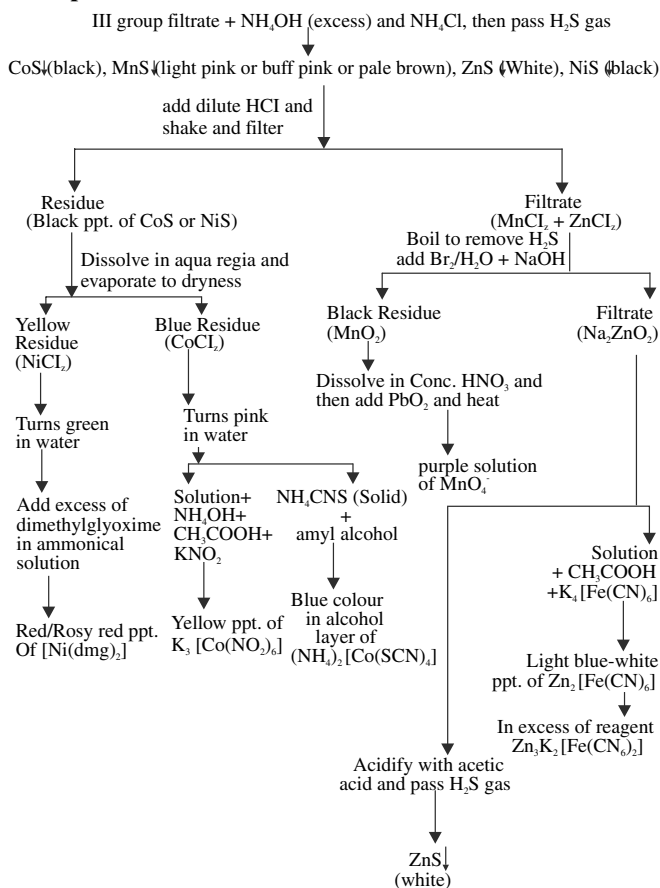 III group filtrate + NH₄OH (excess) and NH₄Cl, then pass H₂S gas
CoS↓(black), MnS↓(light pink or buff pink or pale brown), ZnS↓(White), NiS↓(black)
add dilute HCI and
shake and filter
Residue
(Black ppt. of CoS or NiS)
Filtrate
(MnCI_z + ZnCI_z)
Boil to remove H₂S
add Br₂/H₂O + NaOH
Dissolve in aqua regia and
evaporate to dryness
Yellow
Residue
(NiCI_z)
Blue Residue
(CoCI_z)
Black Residue
(MnO₂)
Filtrate
(Na₂ZnO₂)
Dissolve in Conc. HNO₃ and
then add PbO₂ and heat
Turns green
in water
Turns pink
in water
purple solution
of MnO₄⁻
Add excess of
dimethylglyoxime
in ammonical
solution
Solution+
NH₄OH+
CH₃COOH+
KNO₂
NH₄CNS (Solid)
+
amyl alcohol
Solution
+ CH₃COOH
+K₄[Fe(CN)₆]
Red/Rosy red ppt.
Of [Ni(dmg)₂]
Yellow ppt. of
K₃ [Co(NO₂)₆]
Blue colour
in alcohol
layer of
(NH₄)₂[Co(SCN)₄]
Light blue-white
ppt. of Zn₂[Fe(CN)₆]
In excess of reagent
Zn₃K₂[Fe(CN₆)₂]
Acidify with acetic
acid and pass H₂S gas
ZnS↓
(white)